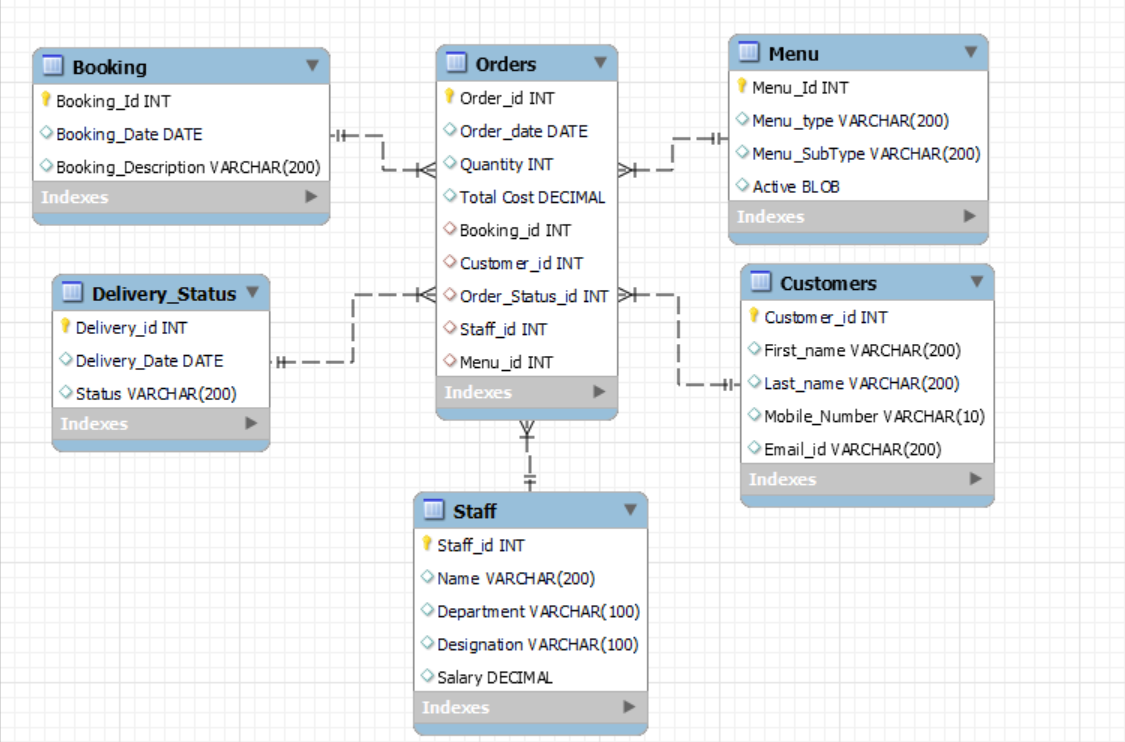 Booking
Booking_Id INT
Booking_Date DATE
Booking_Description VARCHAR(200)
Indexes
Orders
Order_id INT
Order_date DATE
Quantity INT
Total Cost DECIMAL
Booking_id INT
Customer_id INT
Order_Status_id INT
Staff_id INT
Menu_id INT
Indexes
Menu
Menu_Id INT
Menu_type VARCHAR(200)
Menu_SubType VARCHAR(200)
Active BLOB
Indexes
Delivery_Status
Delivery_id INT
Delivery_Date DATE
Status VARCHAR(200)
Indexes
Customers
Customer_id INT
First_name VARCHAR(200)
Last_name VARCHAR(200)
Mobile_Number VARCHAR(10)
Email_id VARCHAR(200)
Indexes
Staff
Staff_id INT
Name VARCHAR(200)
Department VARCHAR(100)
Designation VARCHAR(100)
Salary DECIMAL
Indexes